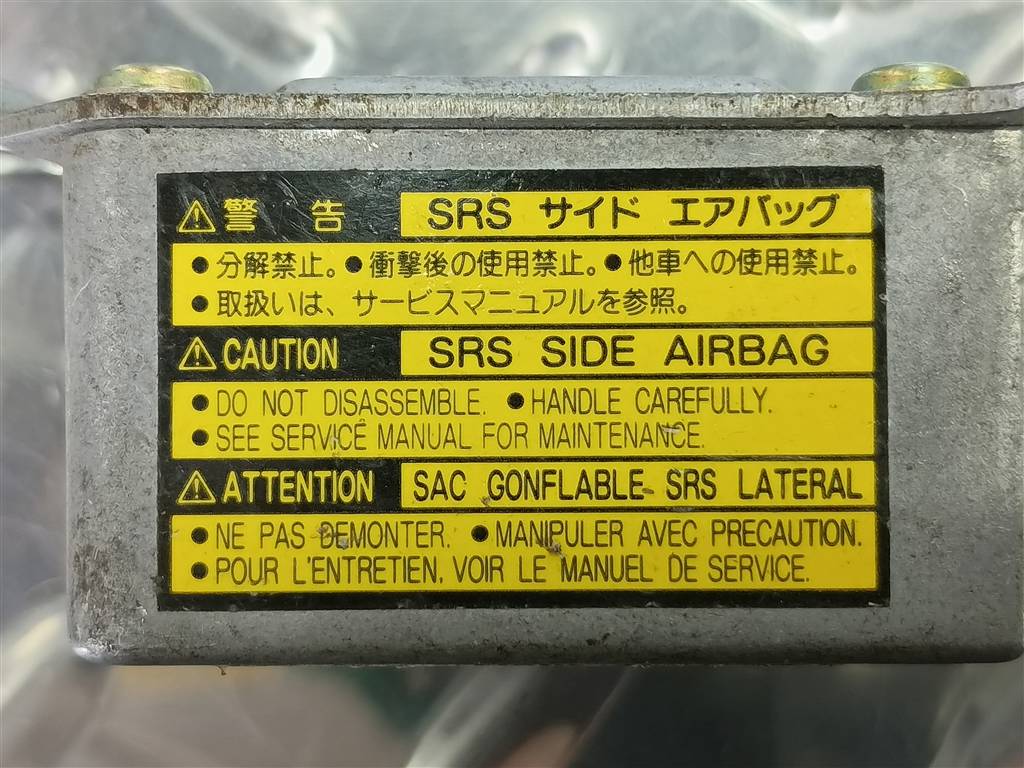 ⚠警 告 SRS サイド エアバッグ
●分解禁止。●衝撃後の使用禁止。●他車への使用禁止。
●取扱いは、サービスマニュアルを参照。
⚠CAUTION SRS SIDE AIRBAG
●DO NOT DISASSEMBLE. ●HANDLE CAREFULLY.
●SEE SERVICE MANUAL FOR MAINTENANCE.
⚠ATTENTION SAC GONFLABLE SRS LATERAL
●NE PAS DEMONTER. ●MANIPULER AVEC PRECAUTION.
●POUR L'ENTRETIEN, VOIR LE MANUEL DE SERVICE.